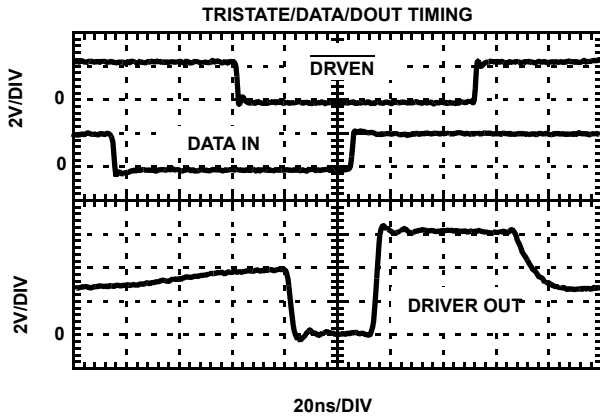 TRISTATE/DATA/DOUT TIMING
DRVEN
2V/DIV
0
DATA IN
0
2V/DIV
DRIVER OUT
0
20ns/DIV